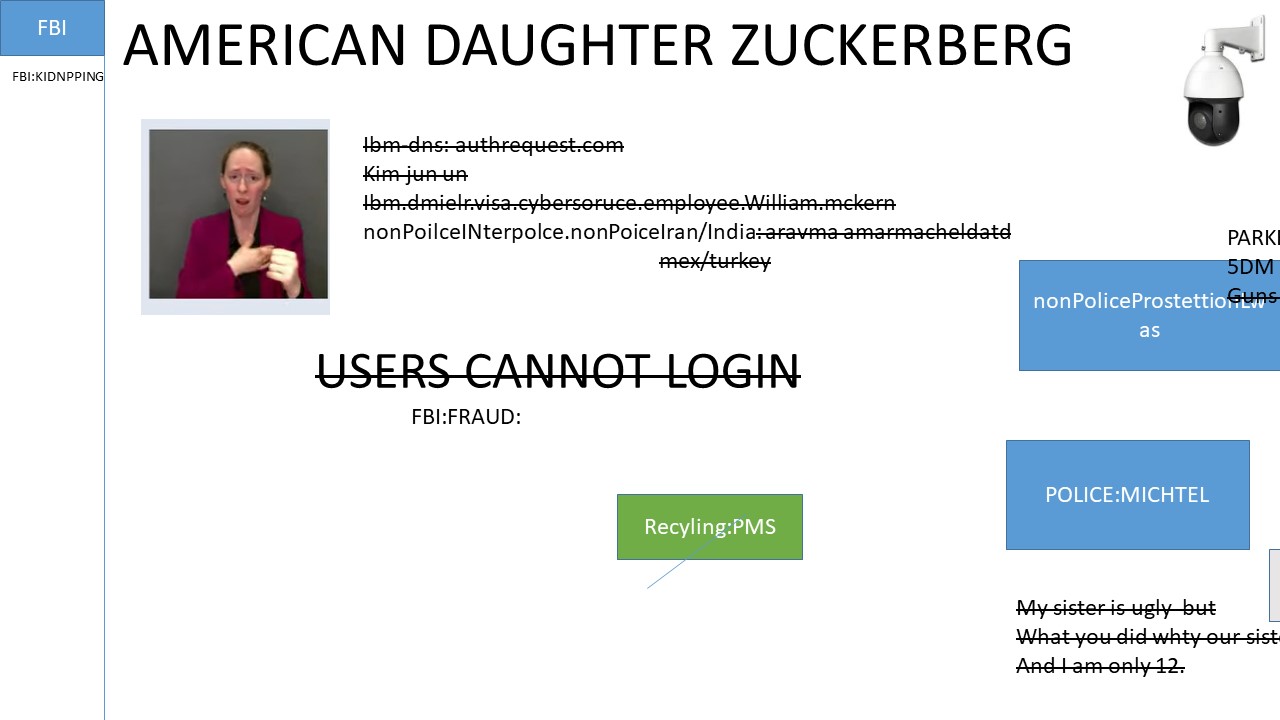 FBI
AMERICAN DAUGHTER ZUCKERBERG
FBI:KIDNPPING
Ibm-dns: authrequest.com
Kim jun un
Ibm.dmielr.visa.cybersoruce.employee.William.mckern
nonPoilceINterpolce.nonPoiceIran/India: aravma amarmacheldatd
mex/turkey
5DM
Guns
nonPoliceProstettionLw
as
USERS CANNOT LOGIN
FBI:FRAUD:
POLICE:MICHTEL
Recyling:PMS
My sister is ugly but
What you did whty our
And I am only 12.